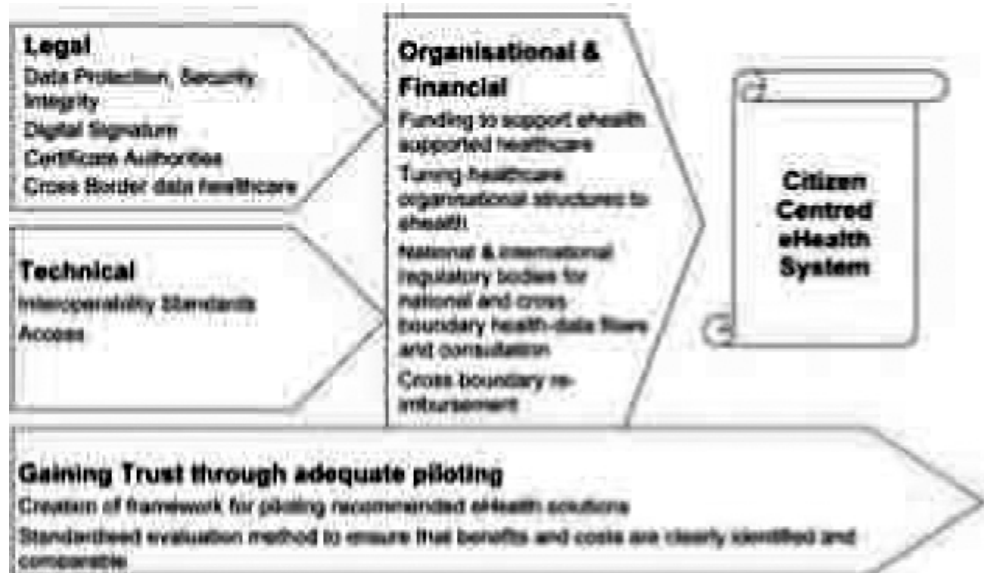 Legal
Data Protection, Security
Integrity
Digital Signature
Certificate Authorities
Cross Border data healthcare
Technical
Interoperability Standards
Access
Organisational &
Financial
Funding to support ehealth
supported healthcare
Tuning healthcare
organisational structures to
ehealth
National & international
regulatory bodies for
national and cross
boundary health-data flows
and consultation
Cross boundary re-
imbursement
Citizen
Centred
eHealth
System
Gaining Trust through adequate piloting
Creation of framework for piloting recommended eHealth solutions
Standardised evaluation method to ensure that benefits and costs are clearly identified and
comparable